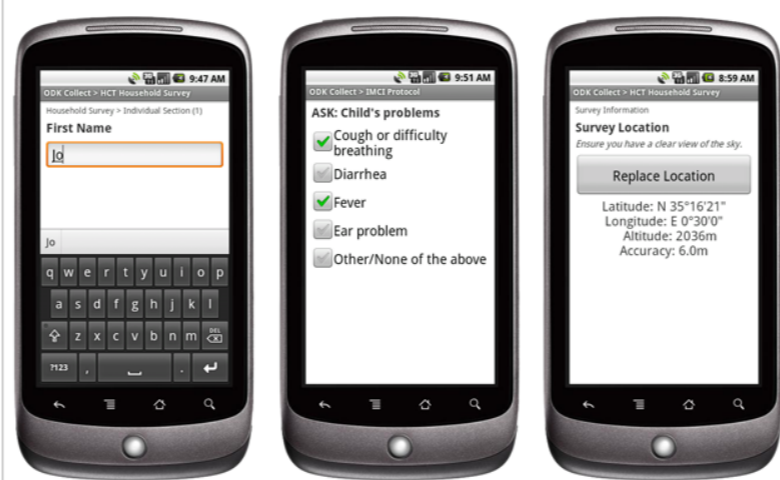 9:47 AM
ODK Collect > HCT Household Survey
Household Survey > Individual Section (1)
First Name
Jo
Jo
q w e r t y u i o p
a s d f g h j k l
z x c v b n m DEL
?123 , .
9:51 AM
ODK Collect > IMCI Protocol
ASK: Child's problems
Cough or difficulty
breathing
Diarrhea
Fever
Ear problem
Other/None of the above
8:59 AM
ODK Collect > HCT Household Survey
Survey Information
Survey Location
Ensure you have a clear view of the sky.
Replace Location
Latitude: N 35°16'21"
Longitude: E 0°30'0"
Altitude: 2036m
Accuracy: 6.0m